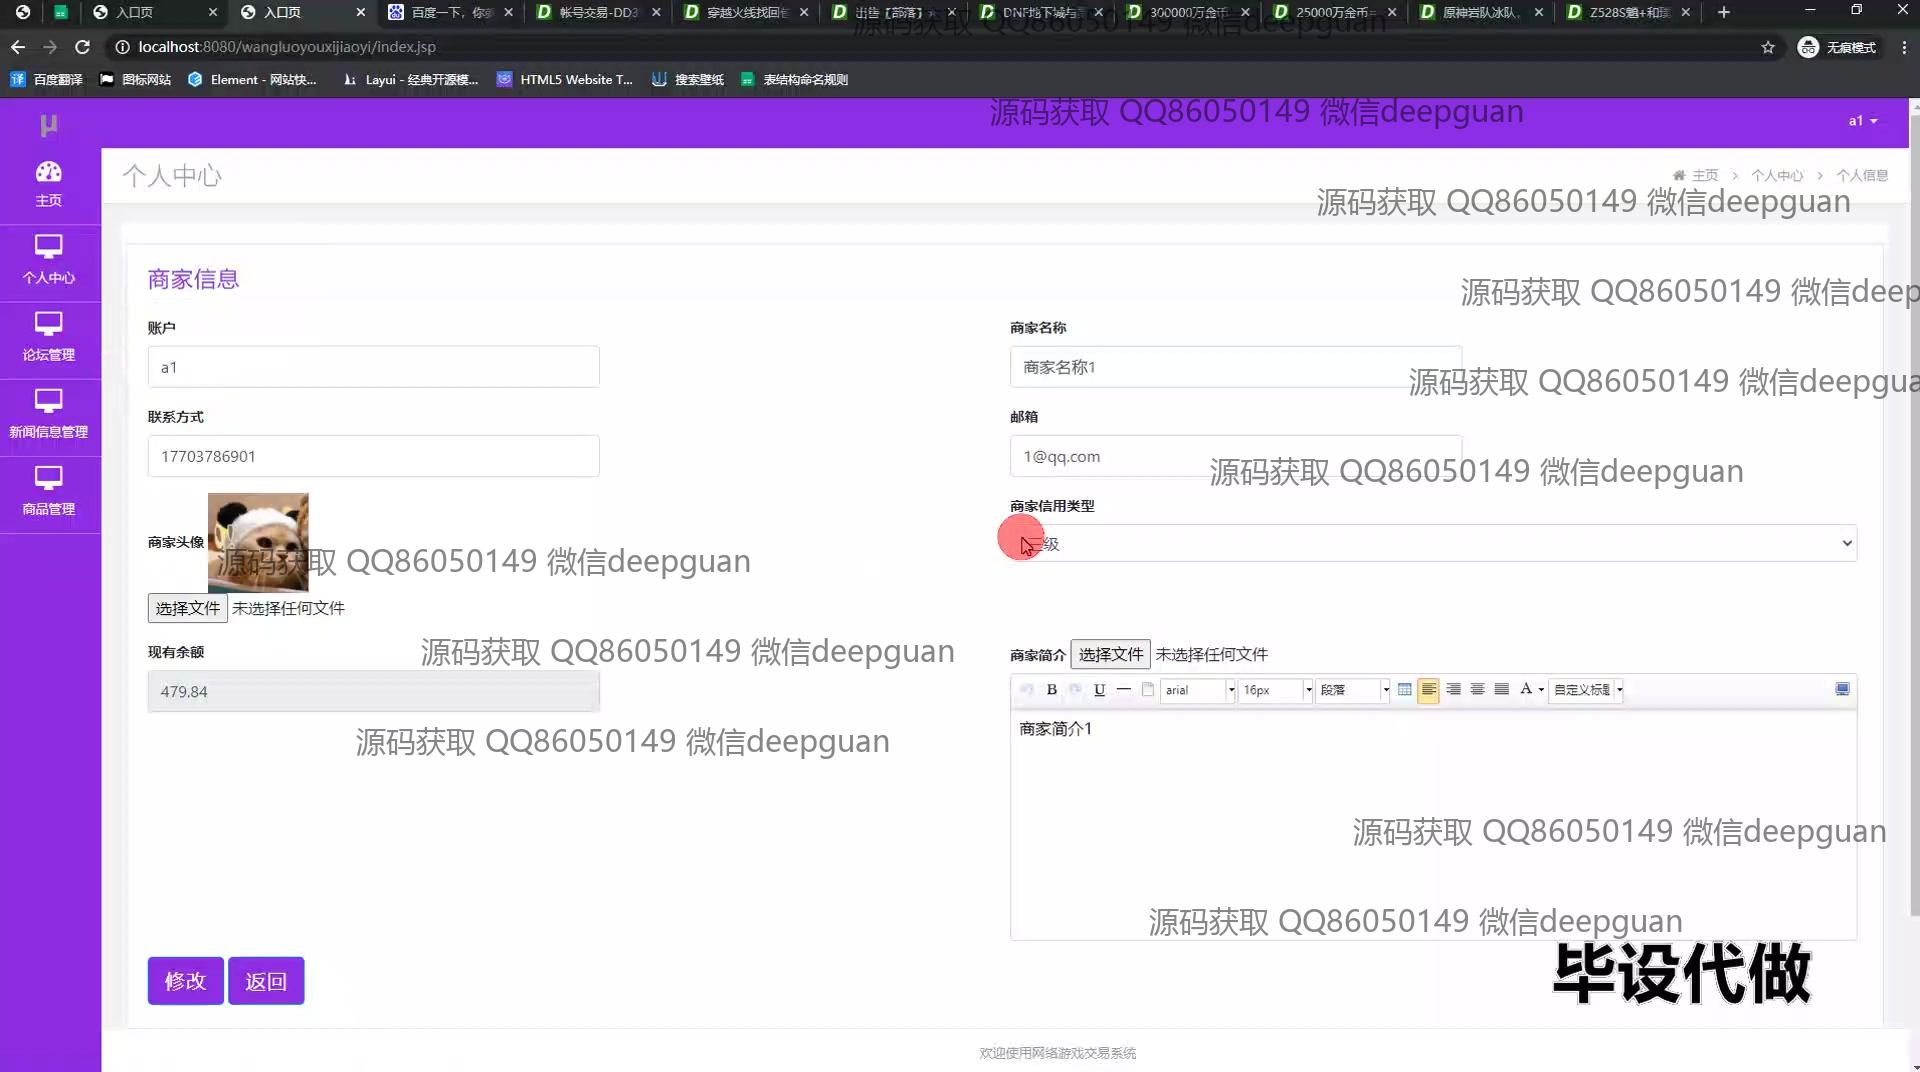 入口页
入口页
百度一下，你
帐号交易-DD3
穿越火线找回
出售【部落】
DNF地下城与
300000万金币
25000万金币=
原神岩队冰队
localhost:8080/wangluoyouxijiaoyi/index.jsp
无痕模式
百度翻译
图标网站
Element - 网站快...
Layui - 经典开源模...
HTML5 Website T...
搜索壁纸
表结构命名规则
源码获取 QQ86050149 微信deepguan
源码获取 QQ86050149 微信deepguan
μ
a1
主页
个人中心
论坛管理
新闻信息管理
商品管理
个人中心
主页 > 个人中心 > 个人信息
源码获取 QQ86050149 微信deepguan
商家信息
源码获取 QQ86050149 微信deep
账户
商家名称
a1
商家名称1
源码获取 QQ86050149 微信deepgua
联系方式
邮箱
17703786901
1@qq.com
源码获取 QQ86050149 微信deepguan
商家头像
商家信用类型
级
源码获取 QQ86050149 微信deepguan
选择文件 未选择任何文件
现有余额
源码获取 QQ86050149 微信deepguan
商家简介 选择文件 未选择任何文件
479.84
B U arial 16px 段落 A 自定义标题
商家简介1
源码获取 QQ86050149 微信deepguan
源码获取 QQ86050149 微信deepguan
源码获取 QQ86050149 微信deepguan
毕设代做
修改 返回
欢迎使用网络游戏交易系统